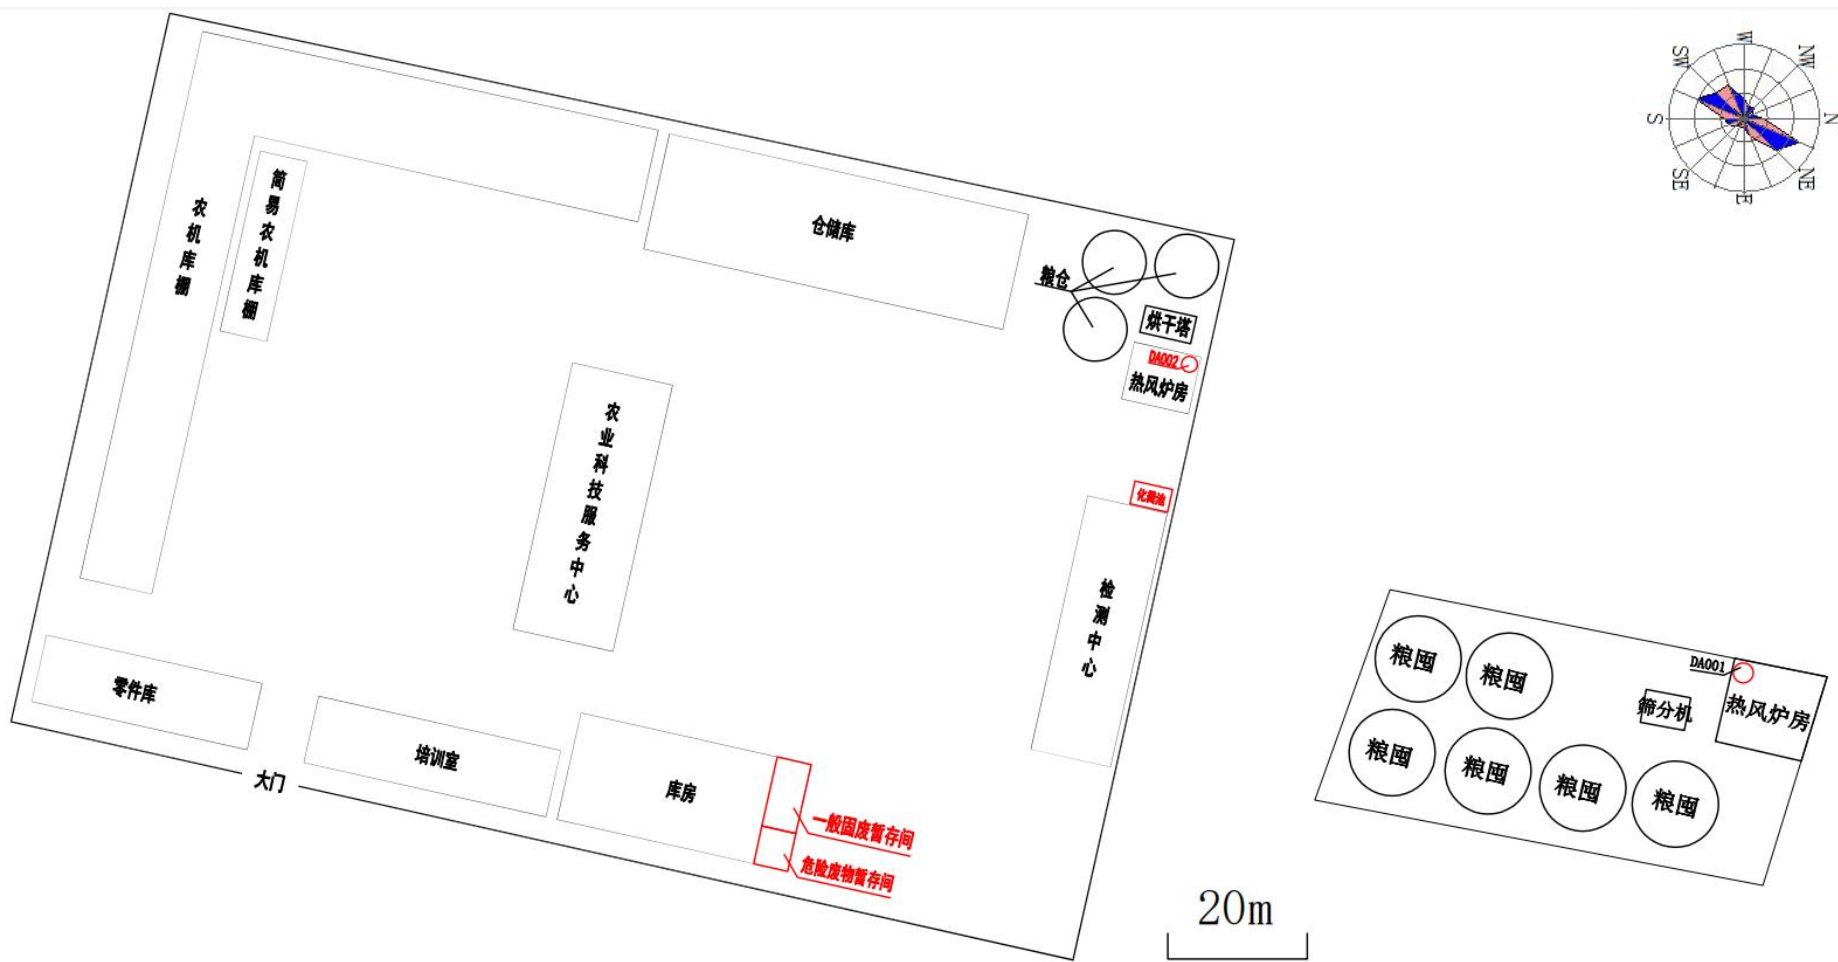 W
SW
NW
S
N
SE
NE
E
农机库棚
简易农机库棚
仓储库
粮仓
烘干塔
DA002
热风炉房
农业科技服务中心
化粪池
检测中心
零件库
大门
培训室
库房
一般固废暂存间
危险废物暂存间
粮囤
粮囤
DA001
筛分机
热风炉房
粮囤
粮囤
粮囤
粮囤
20m